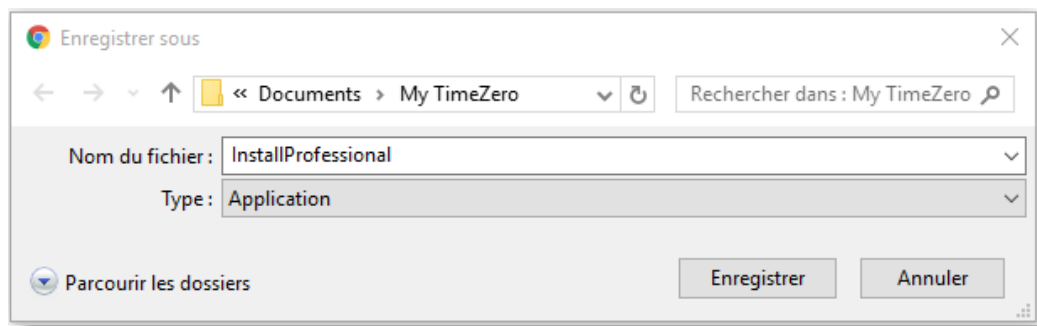 Enregistrer sous
« Documents > My TimeZero
Rechercher dans : My TimeZero
Nom du fichier : InstallProfessional
Type : Application
Parcourir les dossiers
Enregistrer
Annuler